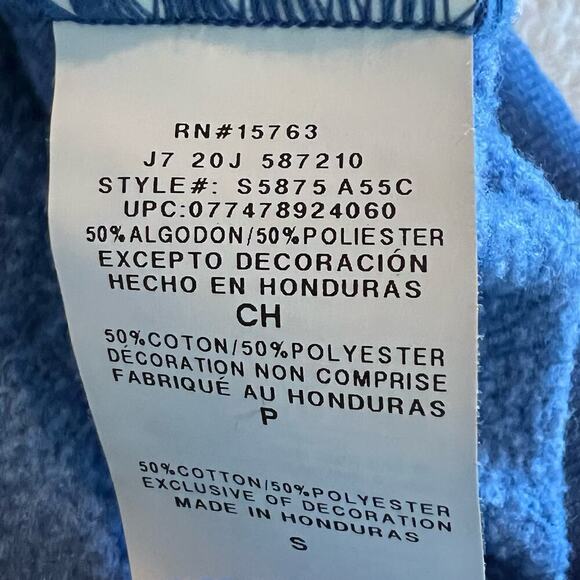 RN#15763
J7 20J 587210
STYLE#: S5875 A55C
UPC:077478924060
50%ALGODÓN/50%POLIESTER
EXCEPTO DECORACIÓN
HECHO EN HONDURAS
CH
50%COTON/50%POLYESTER
DÉCORATION NON COMPRISE
FABRIQUÉ AU HONDURAS
P
50%COTTON/50%POLYESTER
EXCLUSIVE OF DECORATION
MADE IN HONDURAS
S